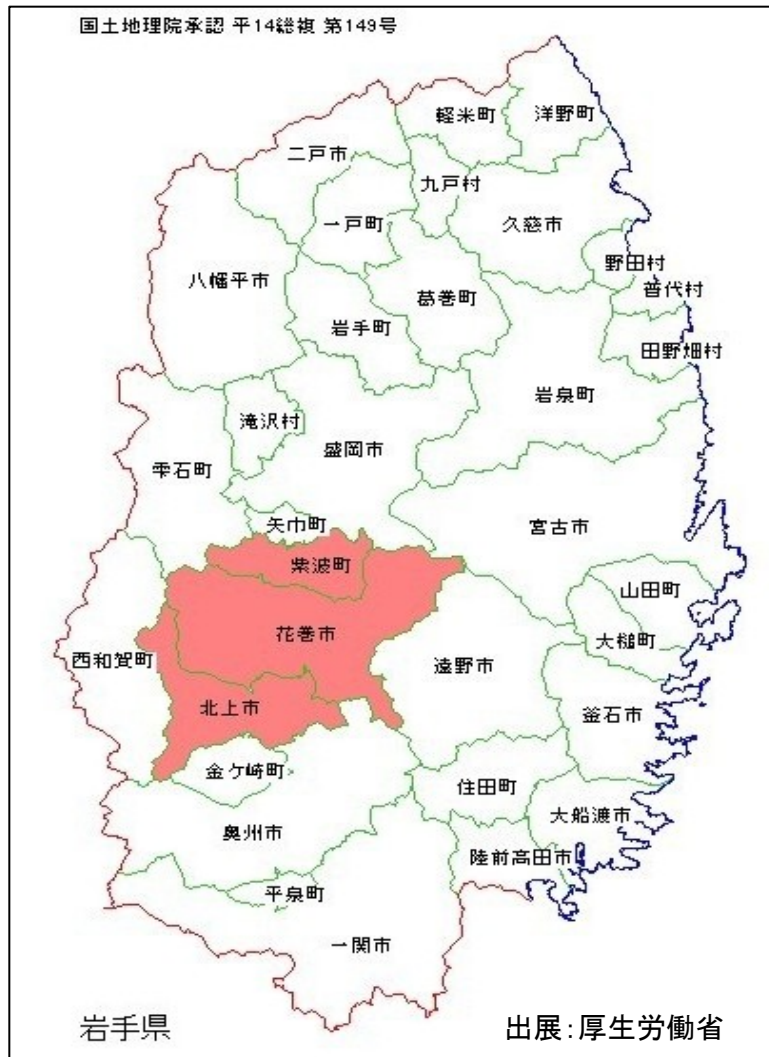 国土地理院承認 平14総複 第149号
軽米町
洋野町
二戸市
九戸村
一戸町
久慈市
野田村
八幡平市
葛巻町
普代村
岩手町
田野畑村
岩泉町
滝沢村
盛岡市
雫石町
矢巾町
宮古市
紫波町
山田町
花巻市
大槌町
西和賀町
遠野市
北上市
釜石市
金ケ崎町
住田町
大船渡市
奥州市
陸前高田市
平泉町
一関市
岩手県
出展:厚生労働省